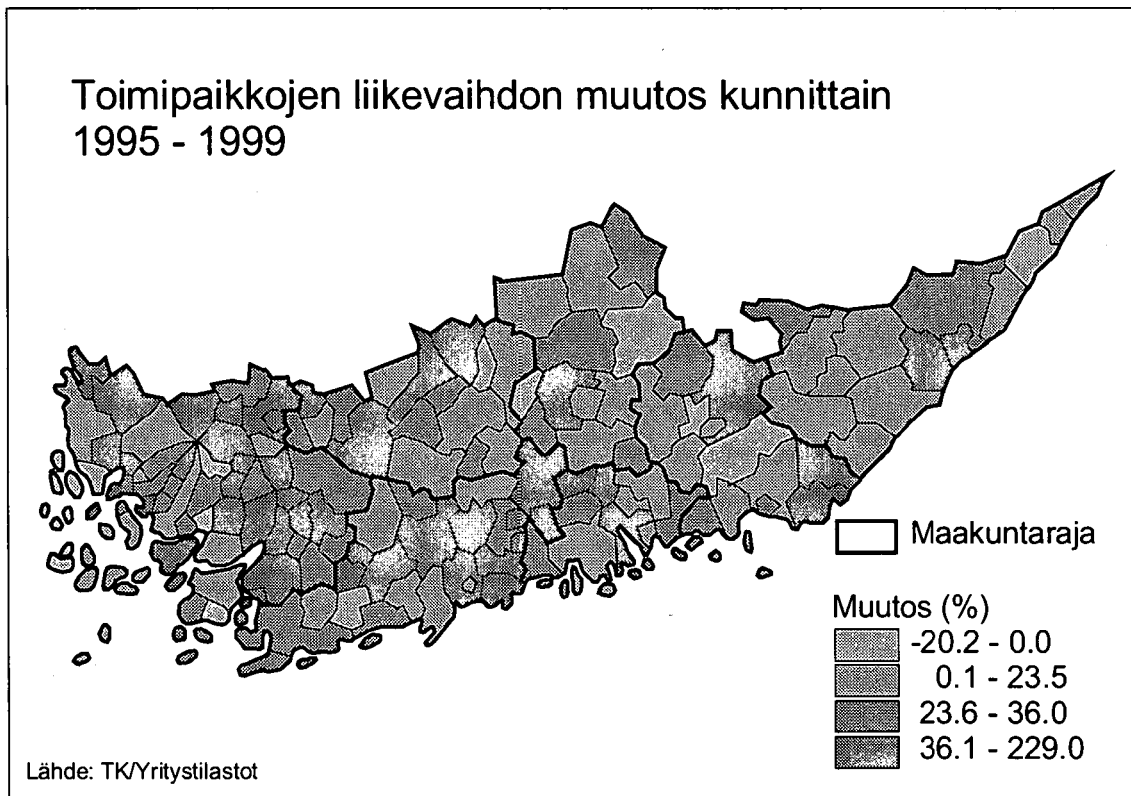 Toimipaikkojen liikevaihdon muutos kunnittain
1995 - 1999
Maakuntaraja
Muutos (%)
-20.2 - 0.0
0.1 - 23.5
23.6 - 36.0
36.1 - 229.0
Lähde: TK/Yritystilastot